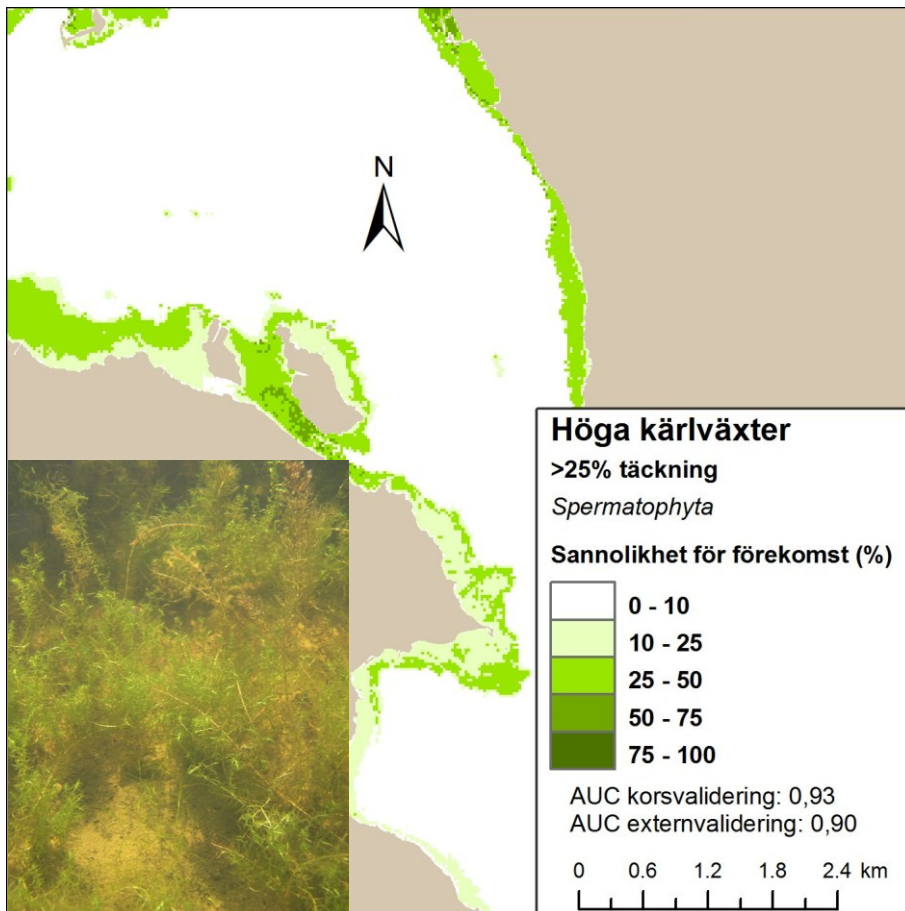 N
Höga kärlväxter
>25% täckning
Spermatophyta
Sannolikhet för förekomst (%)
0 - 10
10 - 25
25 - 50
50 - 75
75 - 100
AUC korsvalidering: 0,93
AUC externvalidering: 0,90
0 0.6 1.2 1.8 2.4 km